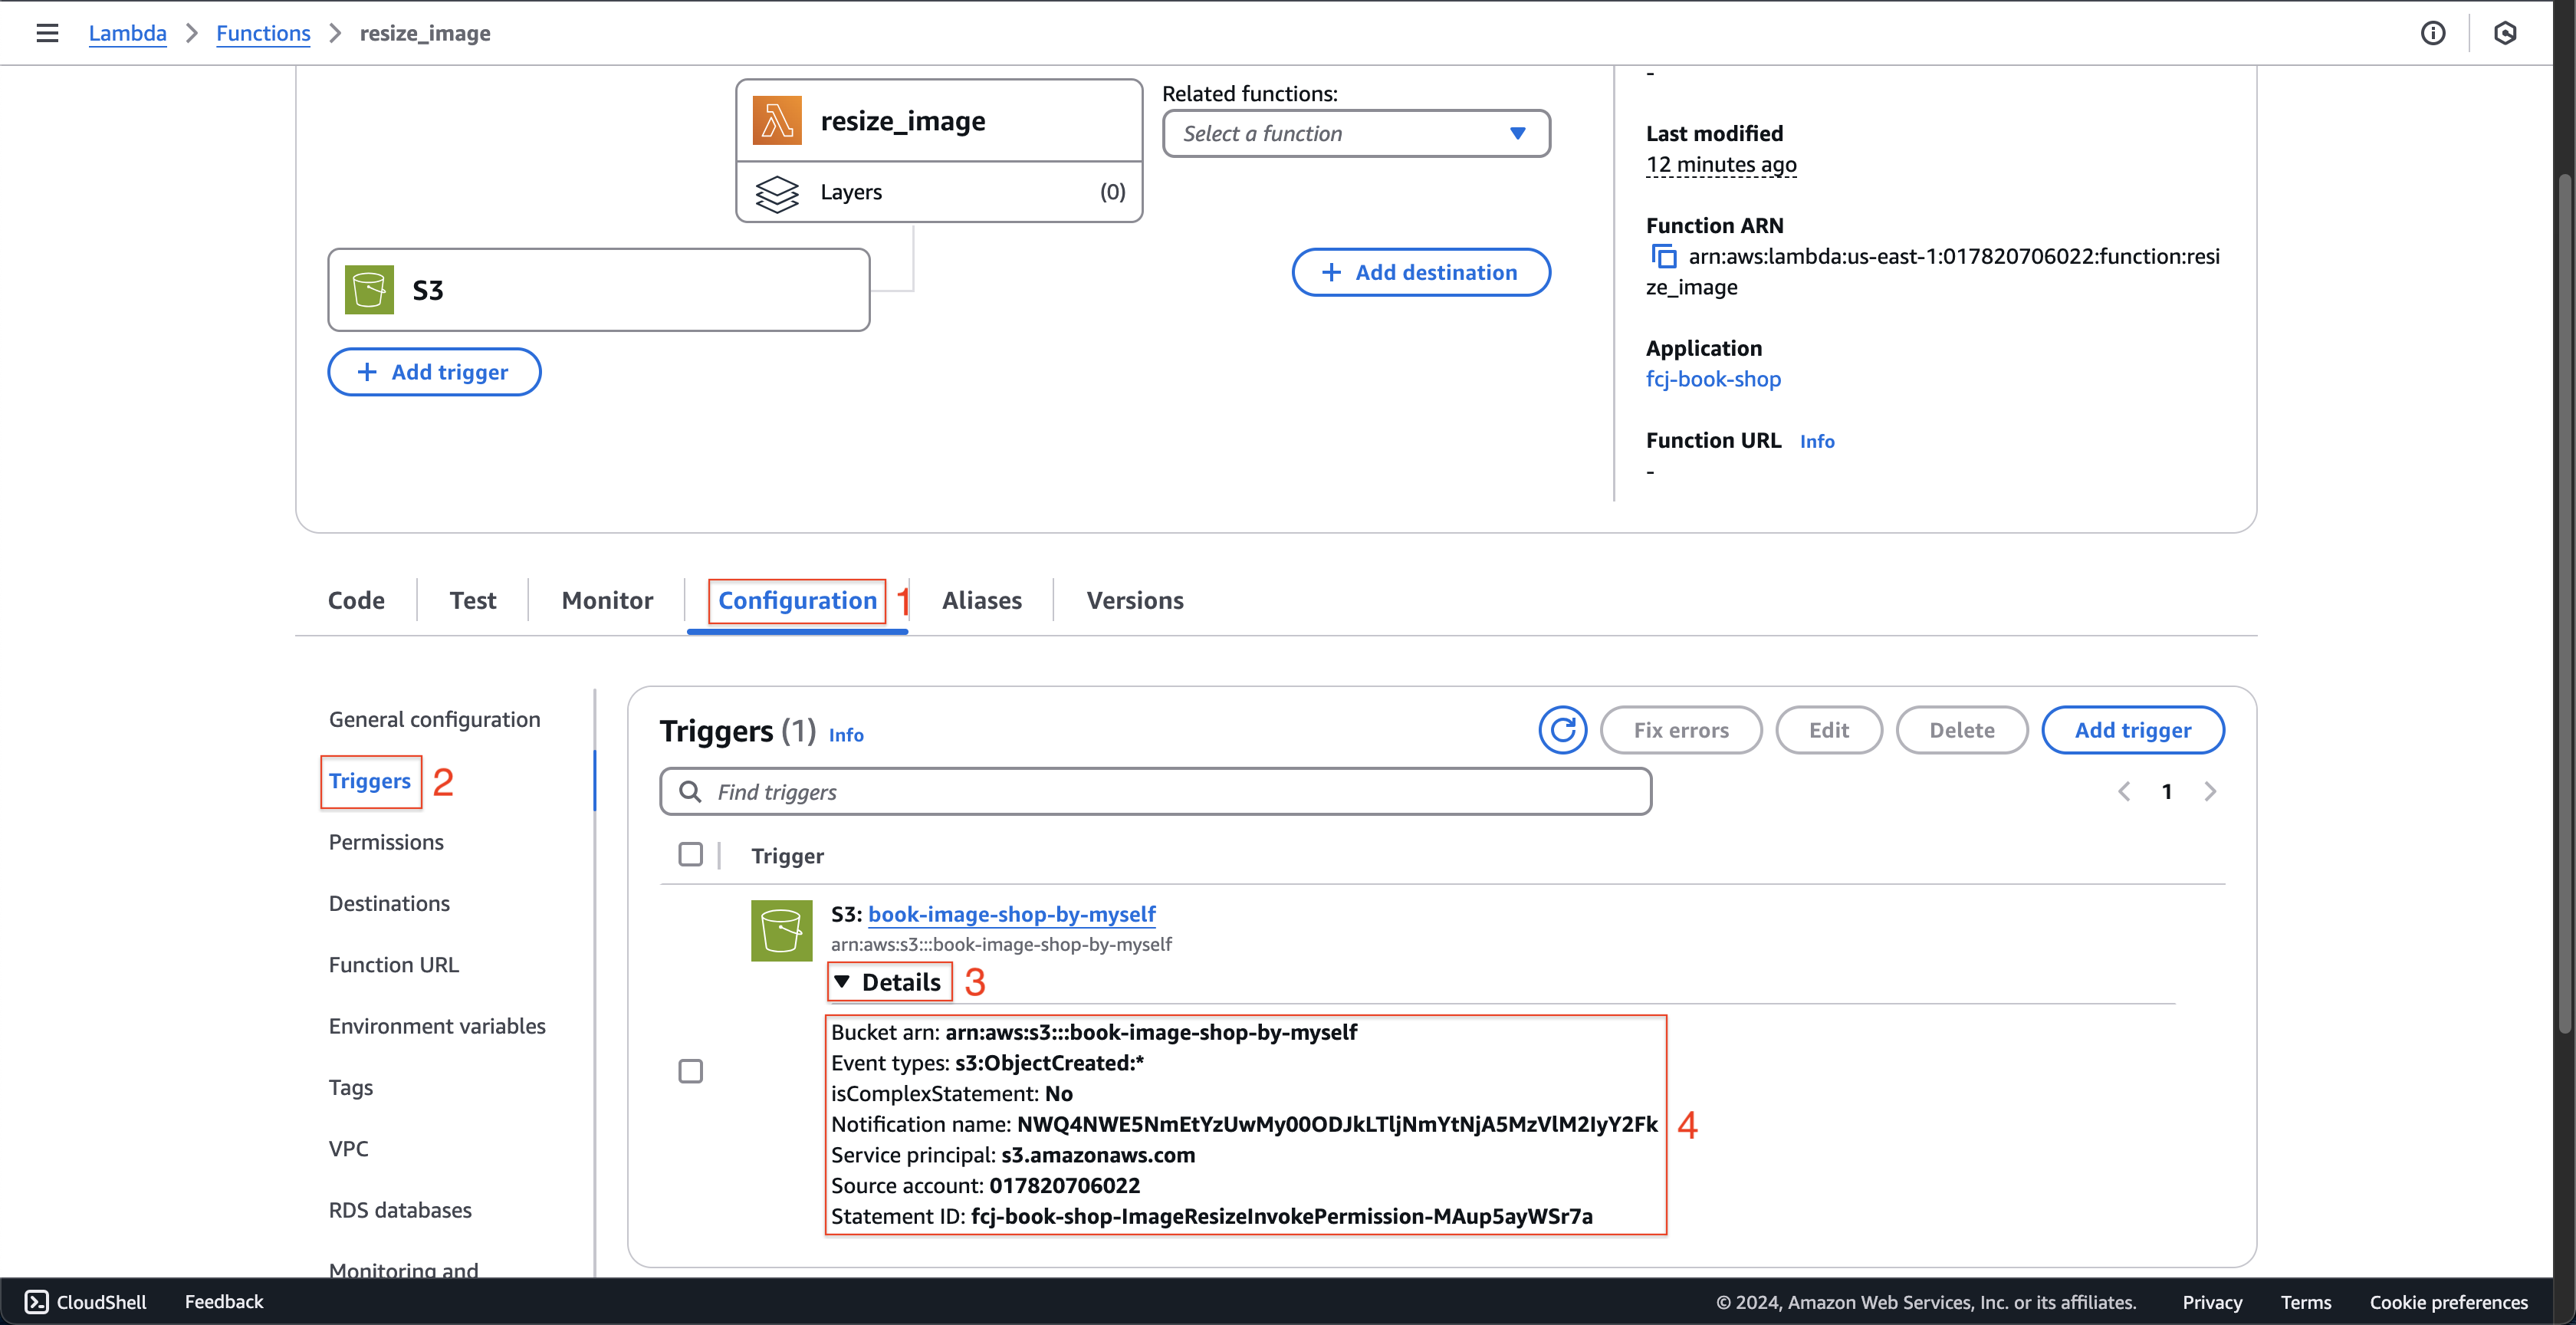 Lambda > Functions > resize_image
resize_image
Layers (0)
Related functions:
Select a function
S3
+ Add destination
+ Add trigger
-
Last modified
12 minutes ago
Function ARN
arn:aws:lambda:us-east-1:017820706022:function:resi
ze_image
Application
fcj-book-shop
Function URL Info
-
Code Test Monitor Configuration 1 Aliases Versions
General configuration
Triggers 2
Permissions
Destinations
Function URL
Environment variables
Tags
VPC
RDS databases
Monitoring and
Triggers (1) Info
Fix errors Edit Delete Add trigger
Find triggers
1
Trigger
S3: book-image-shop-by-myself
arn:aws:s3:::book-image-shop-by-myself
Details 3
Bucket arn: arn:aws:s3:::book-image-shop-by-myself
Event types: s3:ObjectCreated:*
isComplexStatement: No
Notification name: NWQ4NWE5NmEtYzUwMy00ODJkLTljNmYtNjA5MzVlM2IyY2Fk 4
Service principal: s3.amazonaws.com
Source account: 017820706022
Statement ID: fcj-book-shop-ImageResizeInvokePermission-MAup5ayWSr7a
CloudShell Feedback © 2024, Amazon Web Services, Inc. or its affiliates. Privacy Terms Cookie preferences